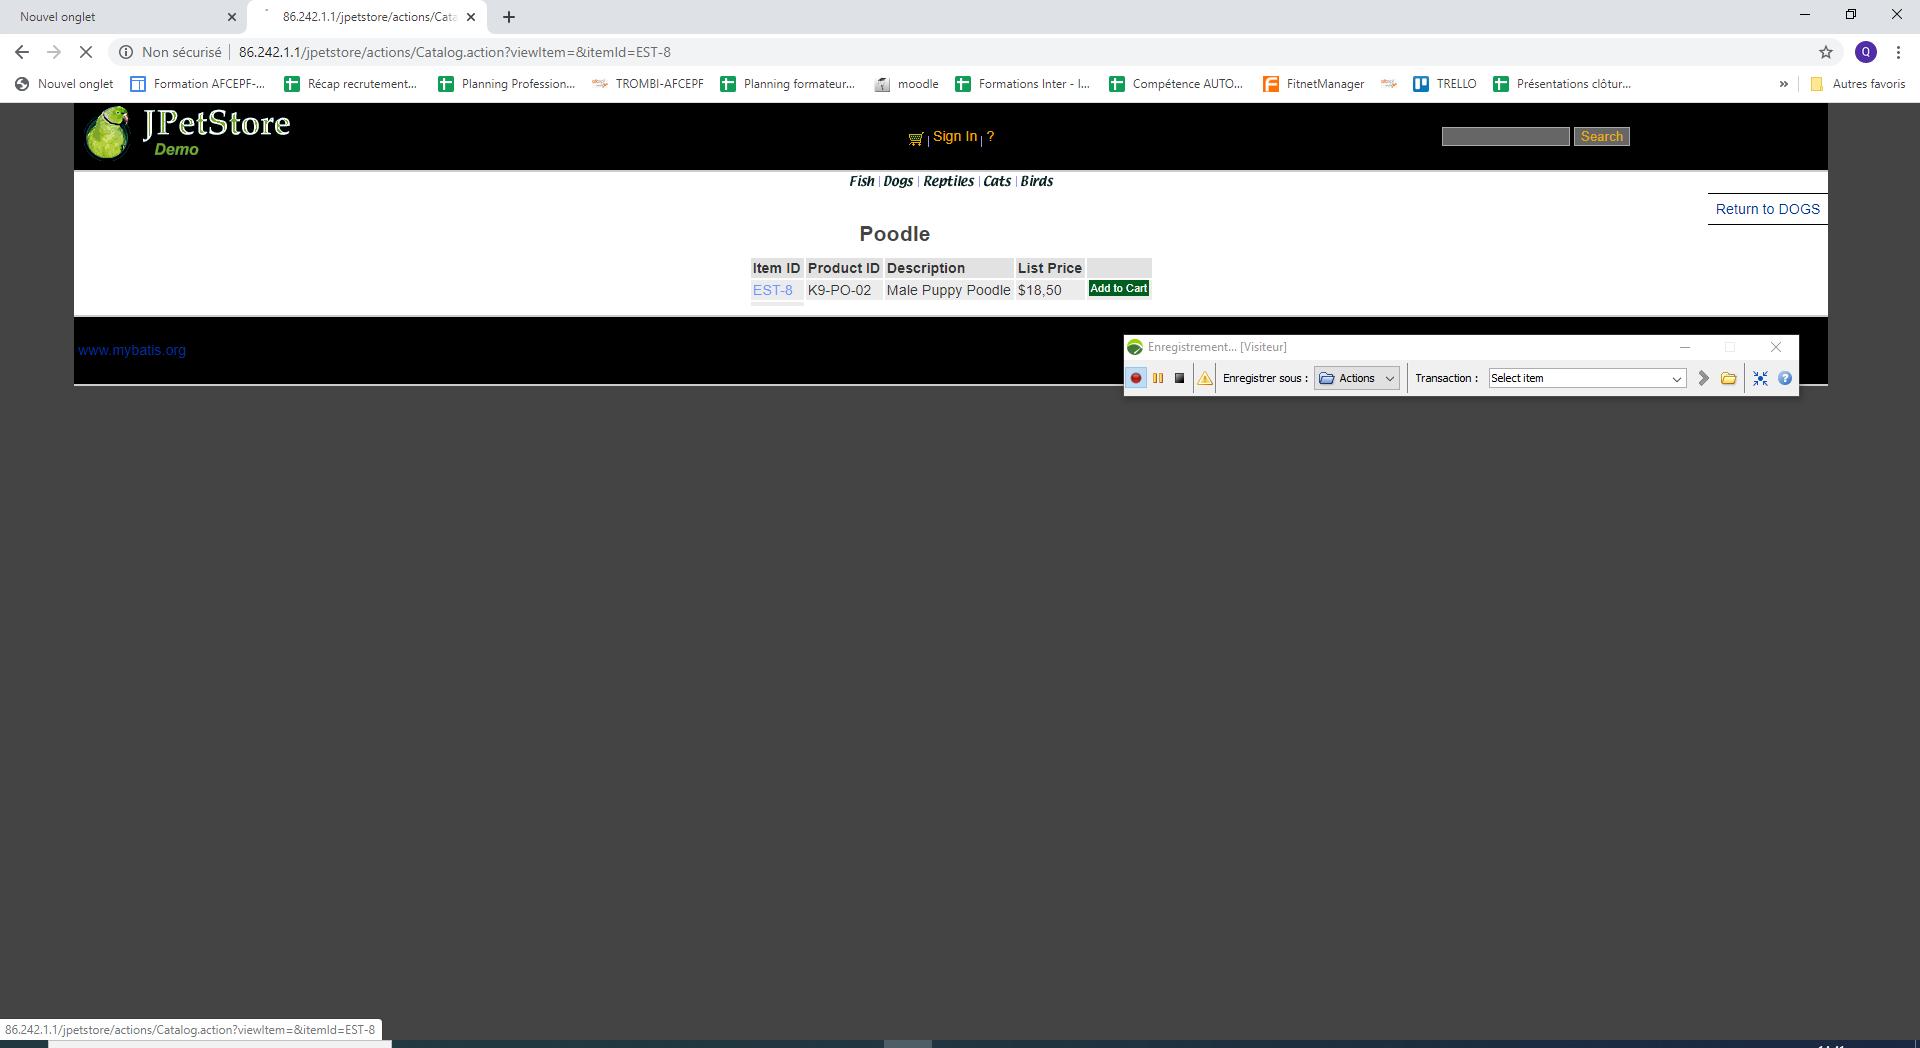 Nouvel onglet
86.242.1.1/jpetstore/actions/Cata
Non sécurisé
86.242.1.1/jpetstore/actions/Catalog.action?viewItem=&itemId=EST-8
Q
Nouvel onglet
Formation AFCEPF-...
Récap recrutement...
Planning Profession...
TROMBI-AFCEPF
Planning formateur...
moodle
Formations Inter - I...
Compétence AUTO...
FitnetManager
TRELLO
Présentations clôtur...
»
Autres favoris
JPetStore
Demo
Sign In
?
Search
Fish | Dogs | Reptiles | Cats | Birds
Return to DOGS
Poodle
Item ID Product ID Description List Price
EST-8 K9-PO-02 Male Puppy Poodle $18,50 Add to Cart
www.mybatis.org
Enregistrement... [Visiteur]
Enregistrer sous : Actions Transaction : Select item
86.242.1.1/jpetstore/actions/Catalog.action?viewItem=&itemId=EST-8